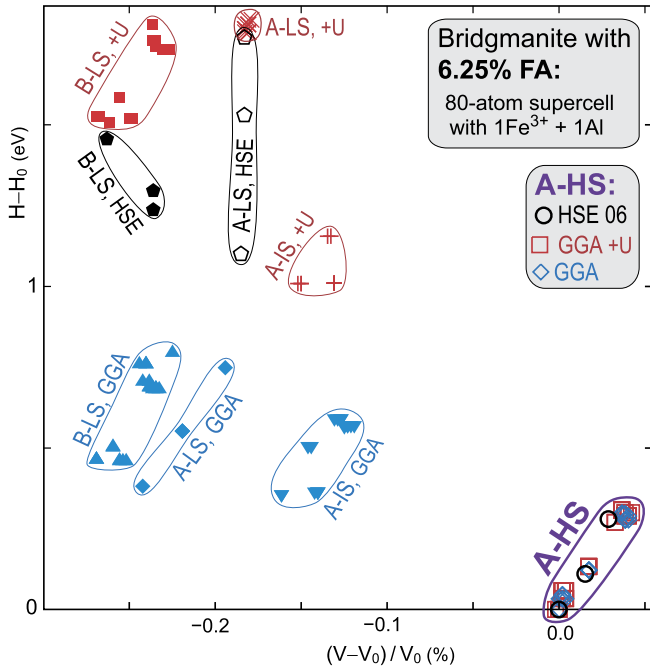 B-LS, +U
A-LS, +U
Bridgmanite with
6.25% FA:
80-atom supercell
with 1Fe³⁺ + 1Al
B-LS, HSE
A-LS, HSE
A-IS, +U
A-HS:
HSE 06
GGA +U
GGA
H–H₀ (eV)
1
B-LS, GGA
A-LS, GGA
A-IS, GGA
A-HS
0
−0.2
−0.1
0.0
(V–V₀) / V₀ (%)